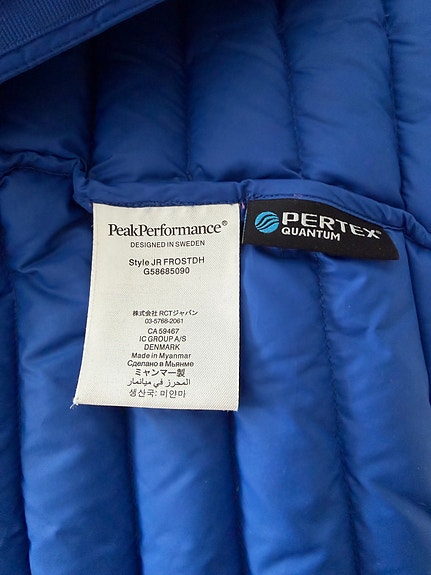 PeakPerformance®
DESIGNED IN SWEDEN
Style JR FROSTDH
G58685090
株式会社 RCTジャパン
03-5768-2061
CA 59467
IC GROUP A/S
DENMARK
Made in Myanmar
Сделано в Мьянме
ミャンマー製
المحرز في ميانمار
생산국: 미얀마
PERTEX®
QUANTUM